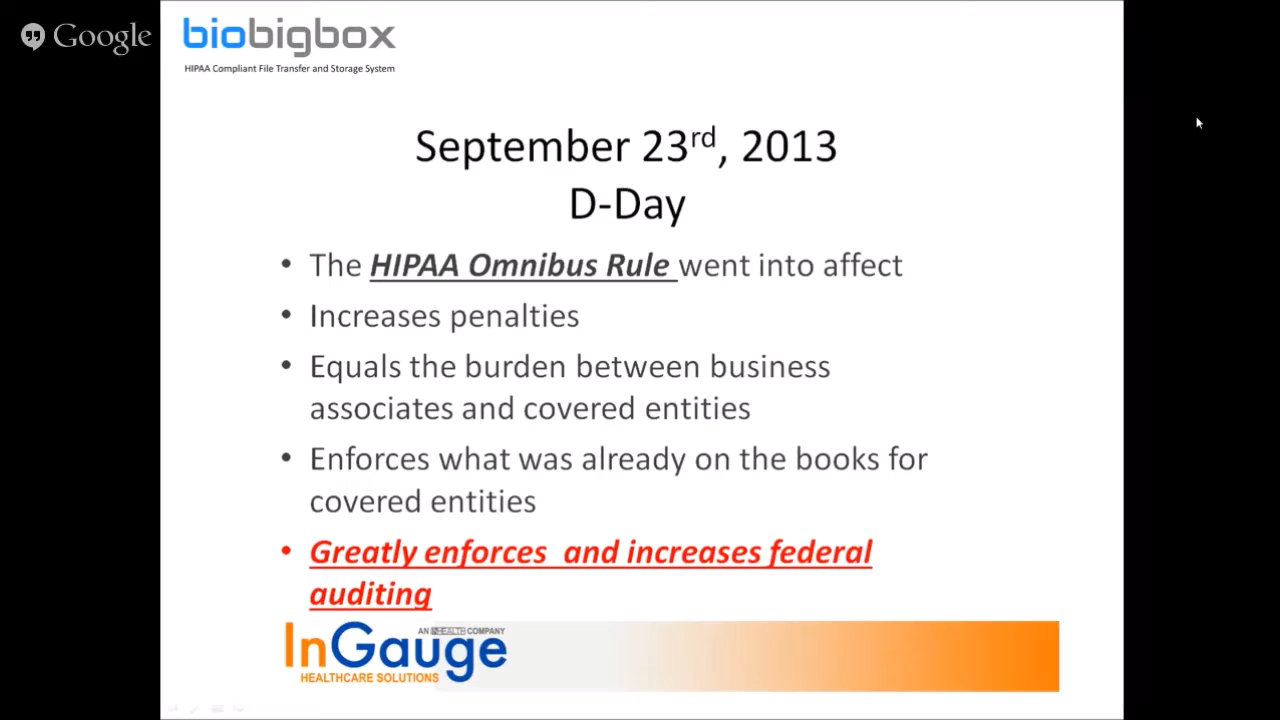 Google
biobigbox
HIPAA Compliant File Transfer and Storage System
September 23rd, 2013
D-Day
• The HIPAA Omnibus Rule went into affect
• Increases penalties
• Equals the burden between business
associates and covered entities
• Enforces what was already on the books for
covered entities
• Greatly enforces and increases federal
auditing
AN HEALTH COMPANY
InGauge
HEALTHCARE SOLUTIONS